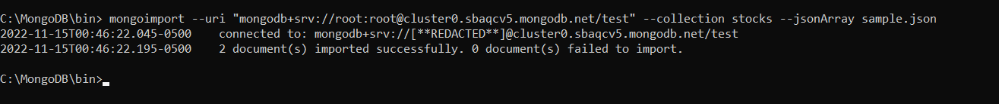 C:\MongoDB\bin> mongoimport --uri "mongodb+srv://root:root@cluster0.sbaqcv5.mongodb.net/test" --collection stocks --jsonArray sample.json
2022-11-15T00:46:22.045-0500    connected to: mongodb+srv://[**REDACTED**]@cluster0.sbaqcv5.mongodb.net/test
2022-11-15T00:46:22.195-0500    2 document(s) imported successfully. 0 document(s) failed to import.
C:\MongoDB\bin>